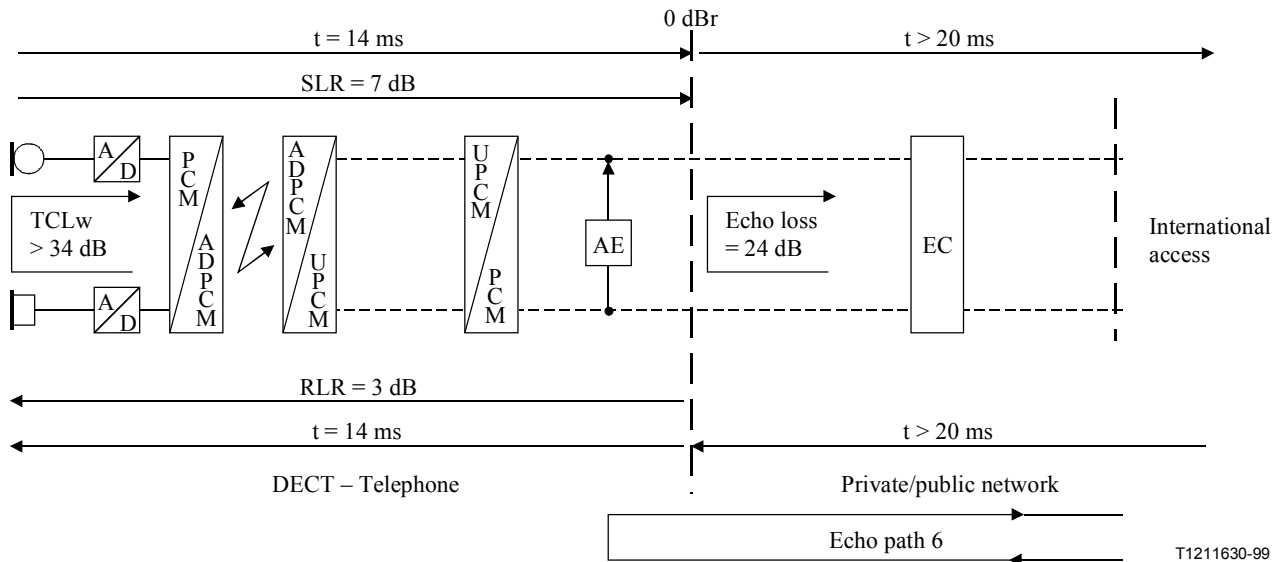 0 dBr
t = 14 ms
t > 20 ms
SLR = 7 dB
A
D
PCM
ADPCM
ADPCM
UPCM
UPCM
PCM
TCLw
> 34 dB
AE
Echo loss
= 24 dB
EC
International
access
A
D
RLR = 3 dB
t = 14 ms
t > 20 ms
DECT – Telephone
Private/public network
Echo path 6
T1211630-99